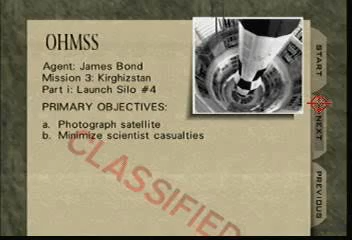 OHMSS
Agent: James Bond
Mission 3: Kirghizstan
Part i: Launch Silo #4
PRIMARY OBJECTIVES:
a. Photograph satellite
b. Minimize scientist casualties
CLASSIFIED
START
NEXT
PREVIOUS